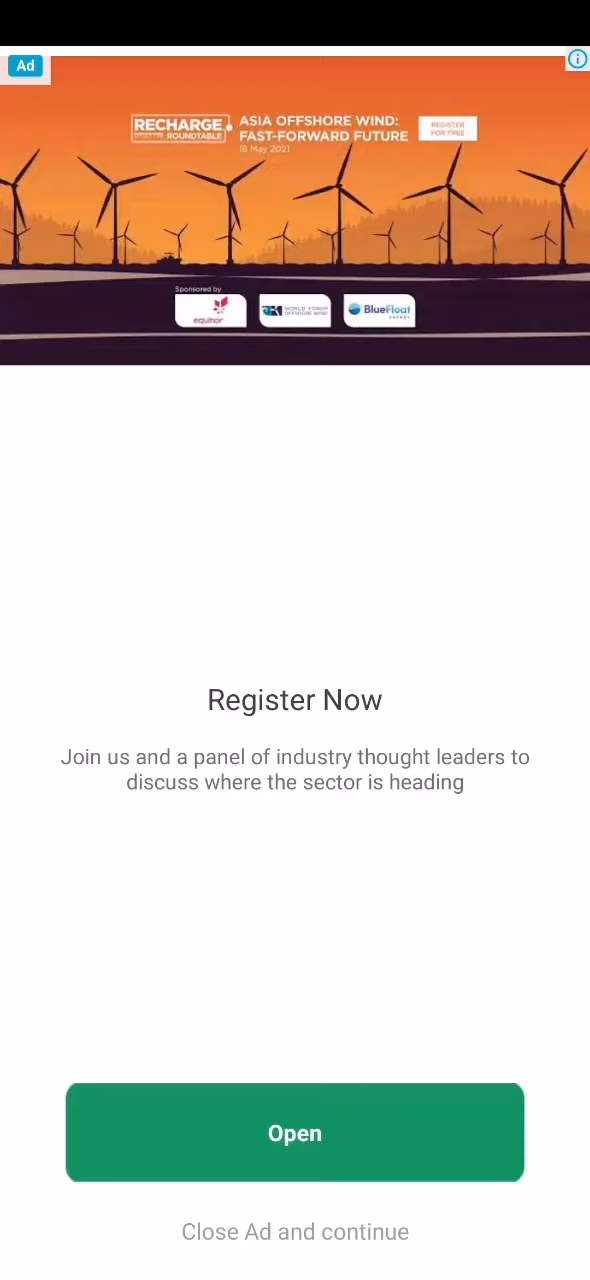 Ad
RECHARGE
ROUNDTABLE
ASIA OFFSHORE WIND:
FAST-FORWARD FUTURE
18 May 2021
REGISTER
FOR FREE
Sponsored by
equinor
WORLD FORUM
OFFSHORE WIND
BlueFloat
ENERGY
Register Now
Join us and a panel of industry thought leaders to
discuss where the sector is heading
Open
Close Ad and continue